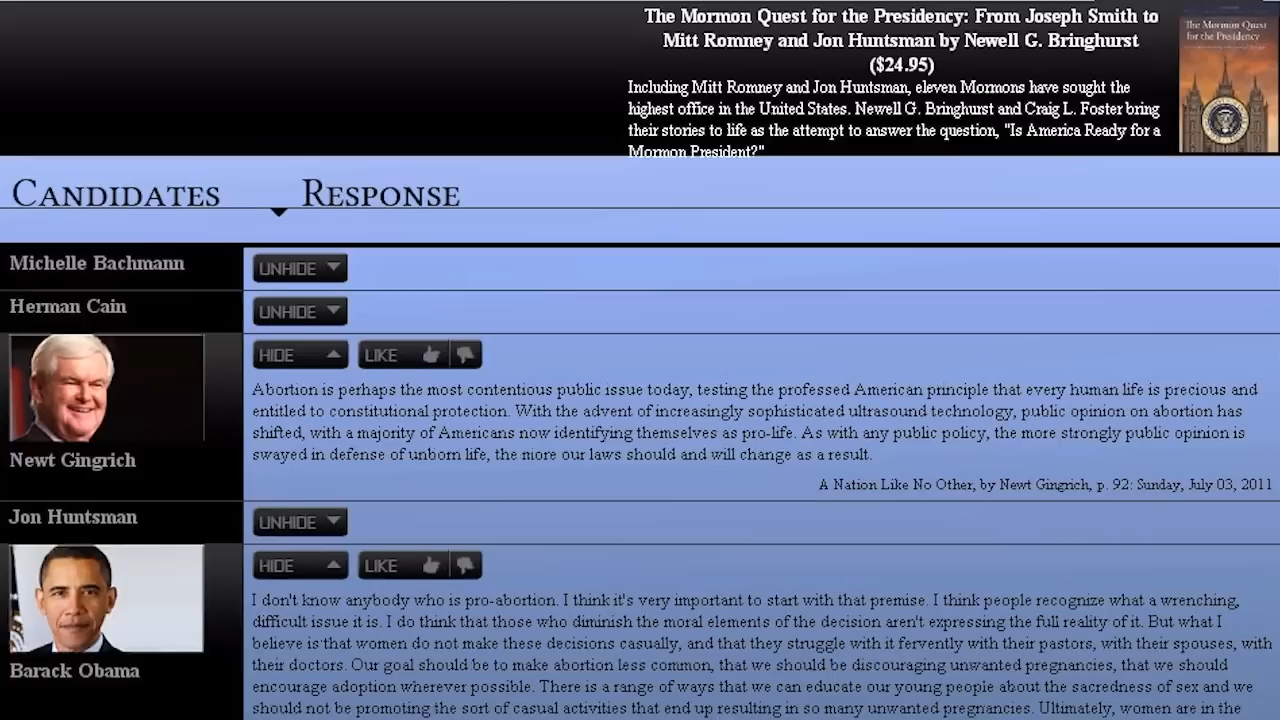 The Mormon Quest for the Presidency: From Joseph Smith to
Mitt Romney and Jon Huntsman by Newell G. Bringhurst
($24.95)
Including Mitt Romney and Jon Huntsman, eleven Mormons have sought the
highest office in the United States. Newell G. Bringhurst and Craig L. Foster bring
their stories to life as the attempt to answer the question, "Is America Ready for a
Mormon President?"
The Mormon Quest
for the Presidency
CANDIDATES
RESPONSE
Michelle Bachmann
UNHIDE
Herman Cain
UNHIDE
HIDE
LIKE
Abortion is perhaps the most contentious public issue today, testing the professed American principle that every human life is precious and
entitled to constitutional protection. With the advent of increasingly sophisticated ultrasound technology, public opinion on abortion has
shifted, with a majority of Americans now identifying themselves as pro-life. As with any public policy, the more strongly public opinion is
swayed in defense of unborn life, the more our laws should and will change as a result.
Newt Gingrich
A Nation Like No Other, by Newt Gingrich, p. 92: Sunday, July 03, 2011
Jon Huntsman
UNHIDE
HIDE
LIKE
I don't know anybody who is pro-abortion. I think it's very important to start with that premise. I think people recognize what a wrenching,
difficult issue it is. I do think that those who diminish the moral elements of the decision aren't expressing the full reality of it. But what I
believe is that women do not make these decisions casually, and that they struggle with it fervently with their pastors, with their spouses, with
their doctors. Our goal should be to make abortion less common, that we should be discouraging unwanted pregnancies, that we should
encourage adoption wherever possible. There is a range of ways that we can educate our young people about the sacredness of sex and we
should not be promoting the sort of casual activities that end up resulting in so many unwanted pregnancies. Ultimately, women are in the
Barack Obama